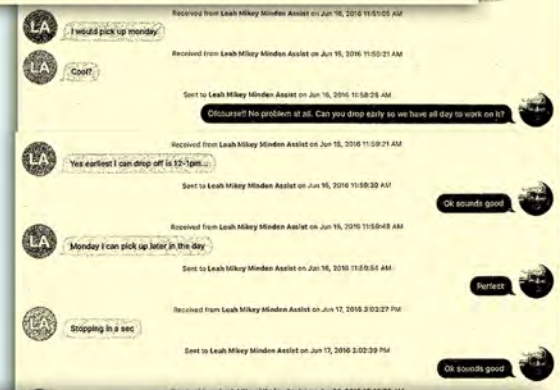 Received from Leah Mikey Minden Assist on Jun 16, 2016 11:51:05 AM
LA
I would pick up monday
Received from Leah Mikey Minden Assist on Jun 16, 2016 11:55:21 AM
LA
Cool?
Sent to Leah Mikey Minden Assist on Jun 16, 2016 11:58:26 AM
Ofcourse!! No problem at all. Can you drop early so we have all day to work on it?
Received from Leah Mikey Minden Assist on Jun 16, 2016 11:59:21 AM
LA
Yes earliest I can drop off is 12-1pm...
Sent to Leah Mikey Minden Assist on Jun 16, 2016 11:59:30 AM
Ok sounds good
Received from Leah Mikey Minden Assist on Jun 16, 2016 11:59:49 AM
LA
Monday I can pick up later in the day
Sent to Leah Mikey Minden Assist on Jun 16, 2016 11:59:54 AM
Perfect
Received from Leah Mikey Minden Assist on Jun 17, 2016 3:02:27 PM
LA
Stopping in a sec
Sent to Leah Mikey Minden Assist on Jun 17, 2016 3:02:39 PM
Ok sounds good